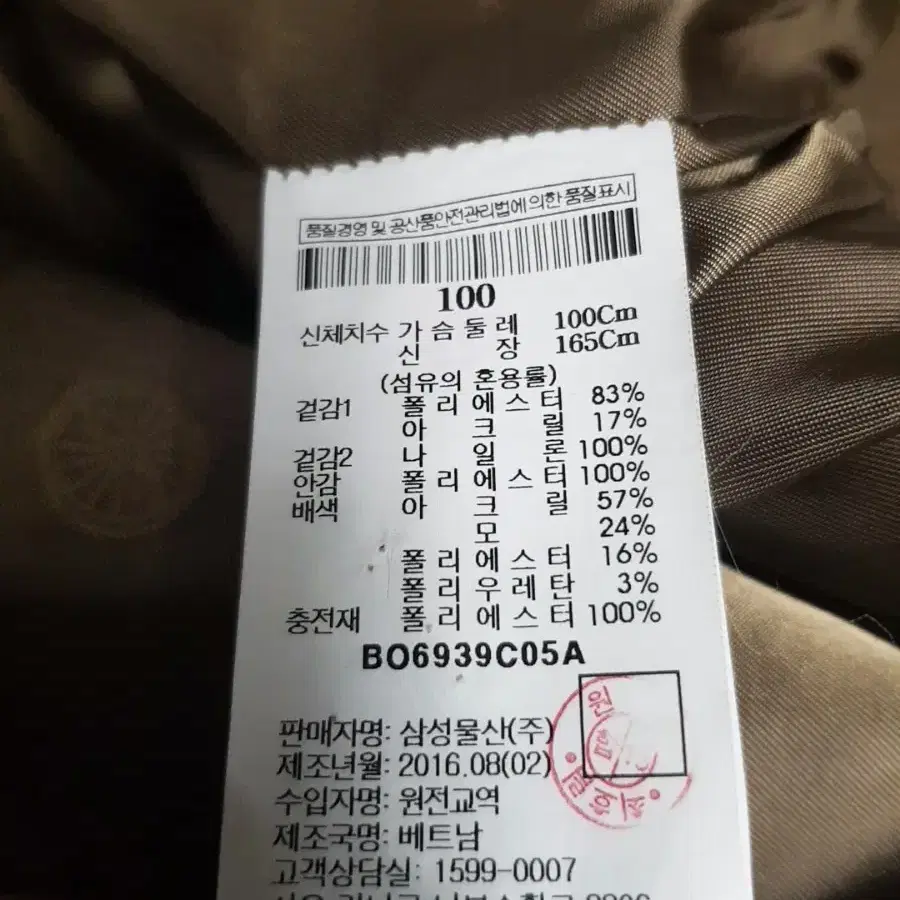 품질경영 및 공산품안전관리법에 의한 품질표시
100
신체치수 가 슴 둘 레 100Cm
신 장 165Cm
(섬유의 혼용률)
겉감1 폴 리 에 스 터 83%
아 크 릴 17%
겉감2 나 일 론 100%
안감 폴 리 에 스 터 100%
배색 아 크 릴 57%
모 24%
폴 리 에 스 터 16%
폴 리 우 레 탄 3%
충전재 폴 리 에 스 터 100%
BO6939C05A
판매자명: 삼성물산(주)
제조년월: 2016.08(02)
수입자명: 원전교역
제조국명: 베트남
고객상담실: 1599-0007